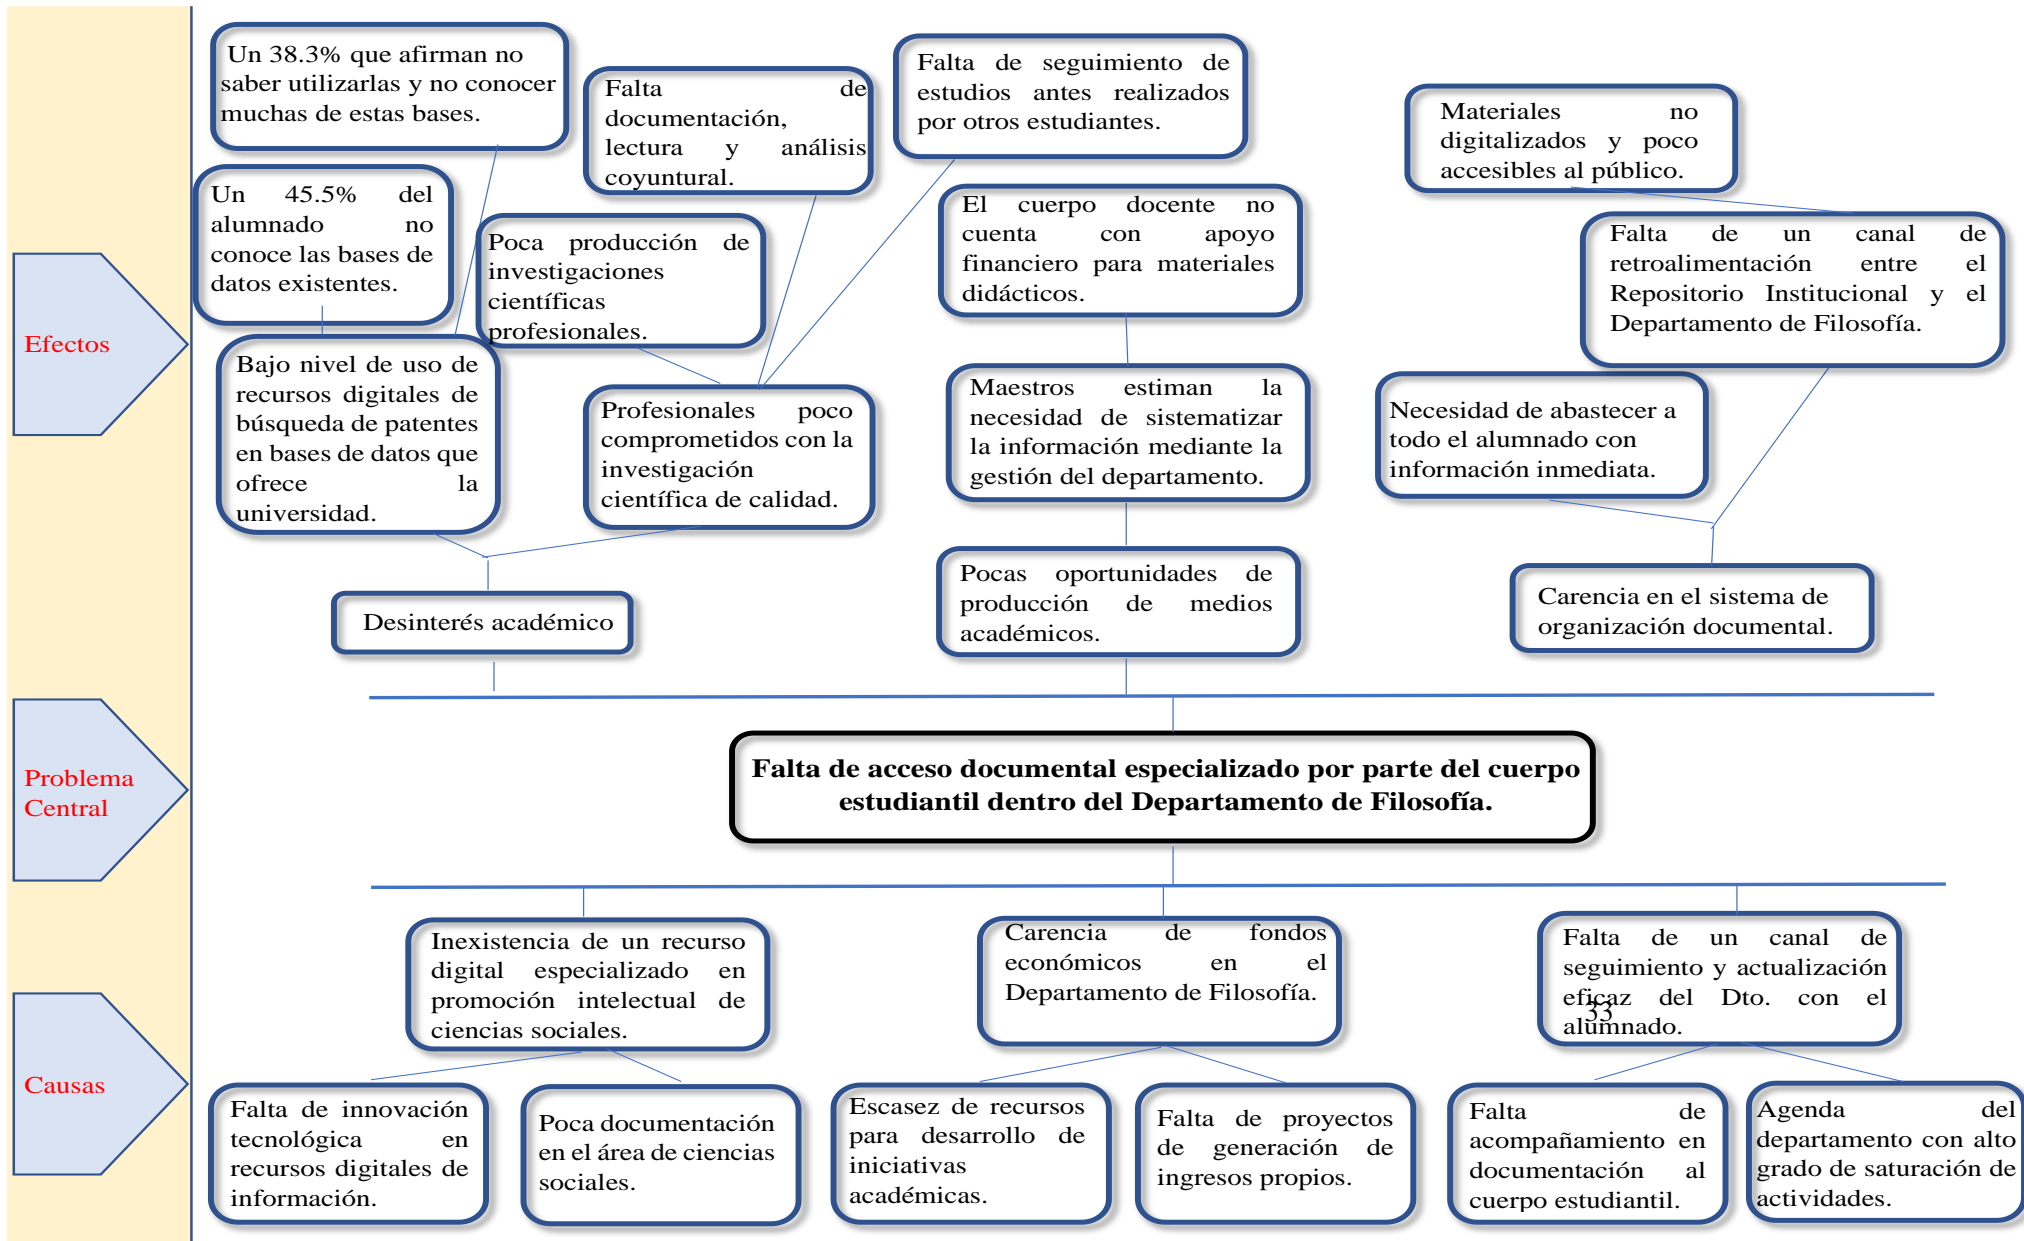 Un 38.3% que afirman no
saber utilizarlas y no conocer
muchas de estas bases.
Falta de
documentación,
lectura y análisis
coyuntural.
Falta de seguimiento de
estudios antes realizados
por otros estudiantes.
Materiales no
digitalizados y poco
accesibles al público.
Un 45.5% del
alumnado no
conoce las bases de
datos existentes.
Poca producción de
investigaciones
científicas
profesionales.
El cuerpo docente no
cuenta con apoyo
financiero para materiales
didácticos.
Falta de un canal de
retroalimentación entre el
Repositorio Institucional y el
Departamento de Filosofía.
Efectos
Bajo nivel de uso de
recursos digitales de
búsqueda de patentes
en bases de datos que
ofrece la
universidad.
Profesionales poco
comprometidos con la
investigación
científica de calidad.
Maestros estiman la
necesidad de sistematizar
la información mediante la
gestión del departamento.
Necesidad de abastecer a
todo el alumnado con
información inmediata.
Desinterés académico
Pocas oportunidades de
producción de medios
académicos.
Carencia en el sistema de
organización documental.
Problema
Central
Falta de acceso documental especializado por parte del cuerpo
estudiantil dentro del Departamento de Filosofía.
Inexistencia de un recurso
digital especializado en
promoción intelectual de
ciencias sociales.
Carencia de fondos
económicos en el
Departamento de Filosofía.
Falta de un canal de
seguimiento y actualización
eficaz del Dto. con el
alumnado.
33
Causas
Falta de innovación
tecnológica en
recursos digitales de
información.
Poca documentación
en el área de ciencias
sociales.
Escasez de recursos
para desarrollo de
iniciativas
académicas.
Falta de proyectos
de generación de
ingresos propios.
Falta de
acompañamiento en
documentación al
cuerpo estudiantil.
Agenda del
departamento con alto
grado de saturación de
actividades.